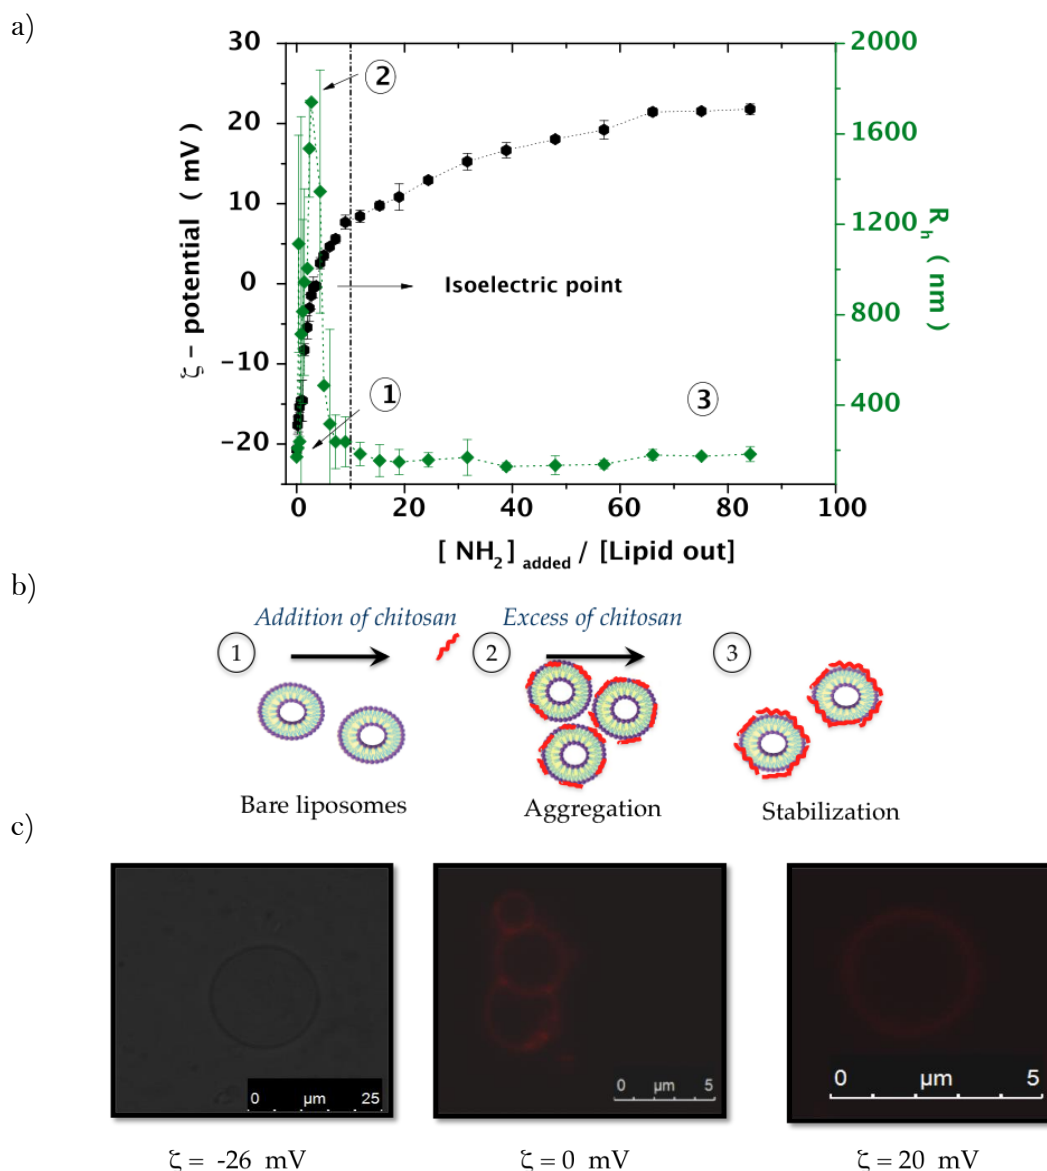 a)
30
20
10
0
−10
−20
ζ − potential ( mV )
2
1
3
Isoelectric point
2000
1600
1200
800
400
R_h ( nm )
0 20 40 60 80 100
[ NH₂] added / [Lipid out]
b)
Addition of chitosan Excess of chitosan
1 2 3
Bare liposomes Aggregation Stabilization
c)
0 µm 25
0 µm 5
0 µm 5
ζ = -26 mV ζ = 0 mV ζ = 20 mV